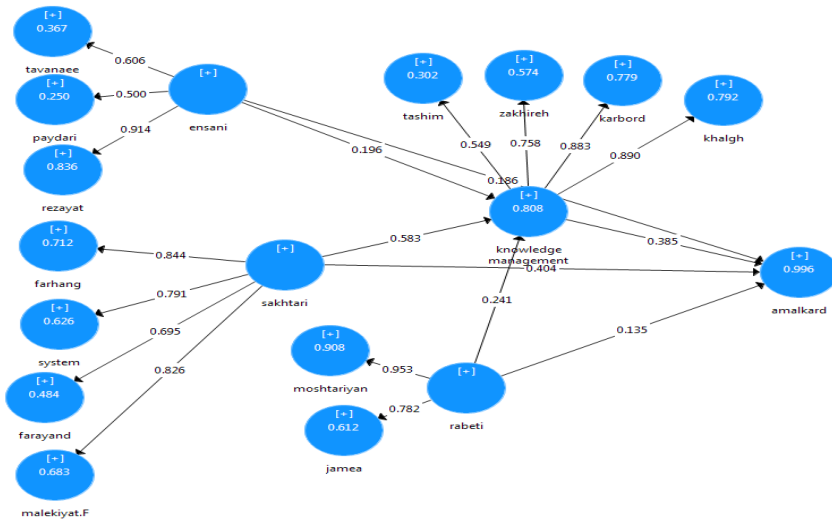 [+]
0.367
tavanaee
0.606
[+]
0.250
paydari
0.500
[+]
ensani
0.914
[+]
0.836
rezayat
0.196
0.186
[+]
0.302
tashim
0.549
[+]
0.574
zakhireh
0.758
[+]
0.779
karbord
0.883
[+]
0.792
khalgh
0.890
[+]
0.808
knowledge
management
0.385
[+]
0.996
amalkard
[+]
0.712
farhang
0.844
[+]
sakhtari
0.583
0.404
[+]
0.626
system
0.791
[+]
0.484
farayand
0.695
[+]
0.683
malekiyat.F
0.826
0.241
0.135
[+]
0.908
moshtariyan
0.953
[+]
rabeti
[+]
0.612
jamea
0.782